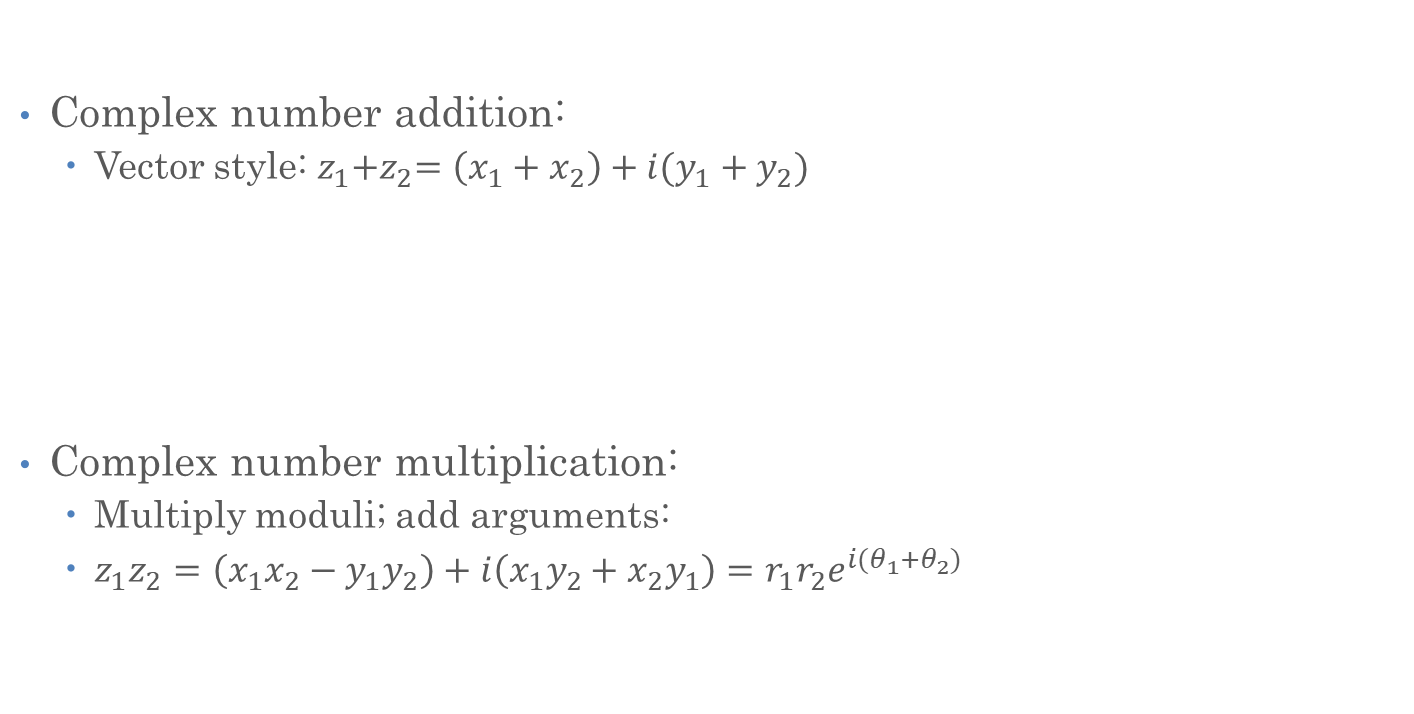 • Complex number addition:
• Vector style: 𝑧₁+𝑧₂= (𝑥₁ + 𝑥₂) + 𝑖(𝑦₁ + 𝑦₂)
• Complex number multiplication:
• Multiply moduli; add arguments:
• 𝑧₁𝑧₂ = (𝑥₁𝑥₂ − 𝑦₁𝑦₂) + 𝑖(𝑥₁𝑦₂ + 𝑥₂𝑦₁) = 𝑟₁𝑟₂𝑒^{𝑖(𝜃₁+𝜃₂)}